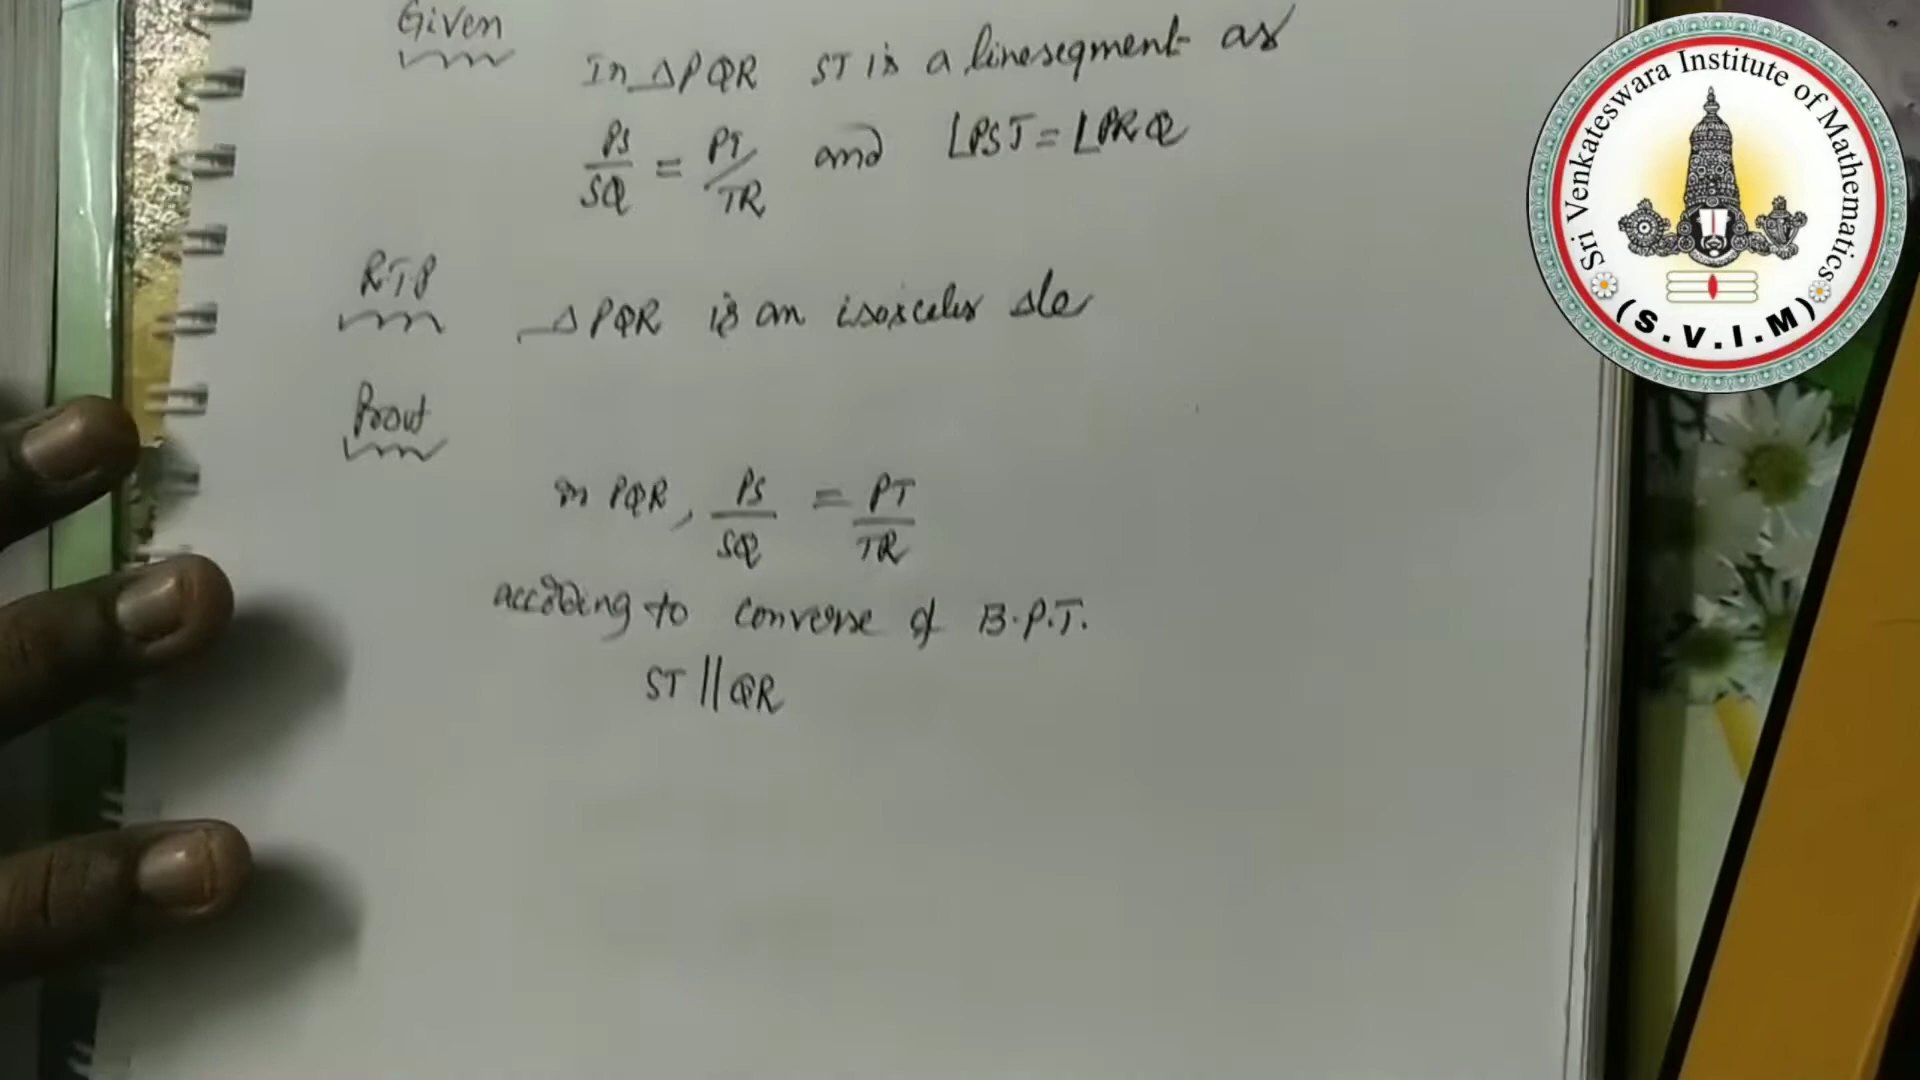 Given
In △PQR ST is a linesegment as
PS/SQ = PT/TR and ∠PST = ∠PRQ
RTP
△PQR is an isosceles △le
Proof
in PQR, PS/SQ = PT/TR
according to converse of B.P.T.
ST || QR
Sri Venkateswara Institute of Mathematics
(S.V.I.M)